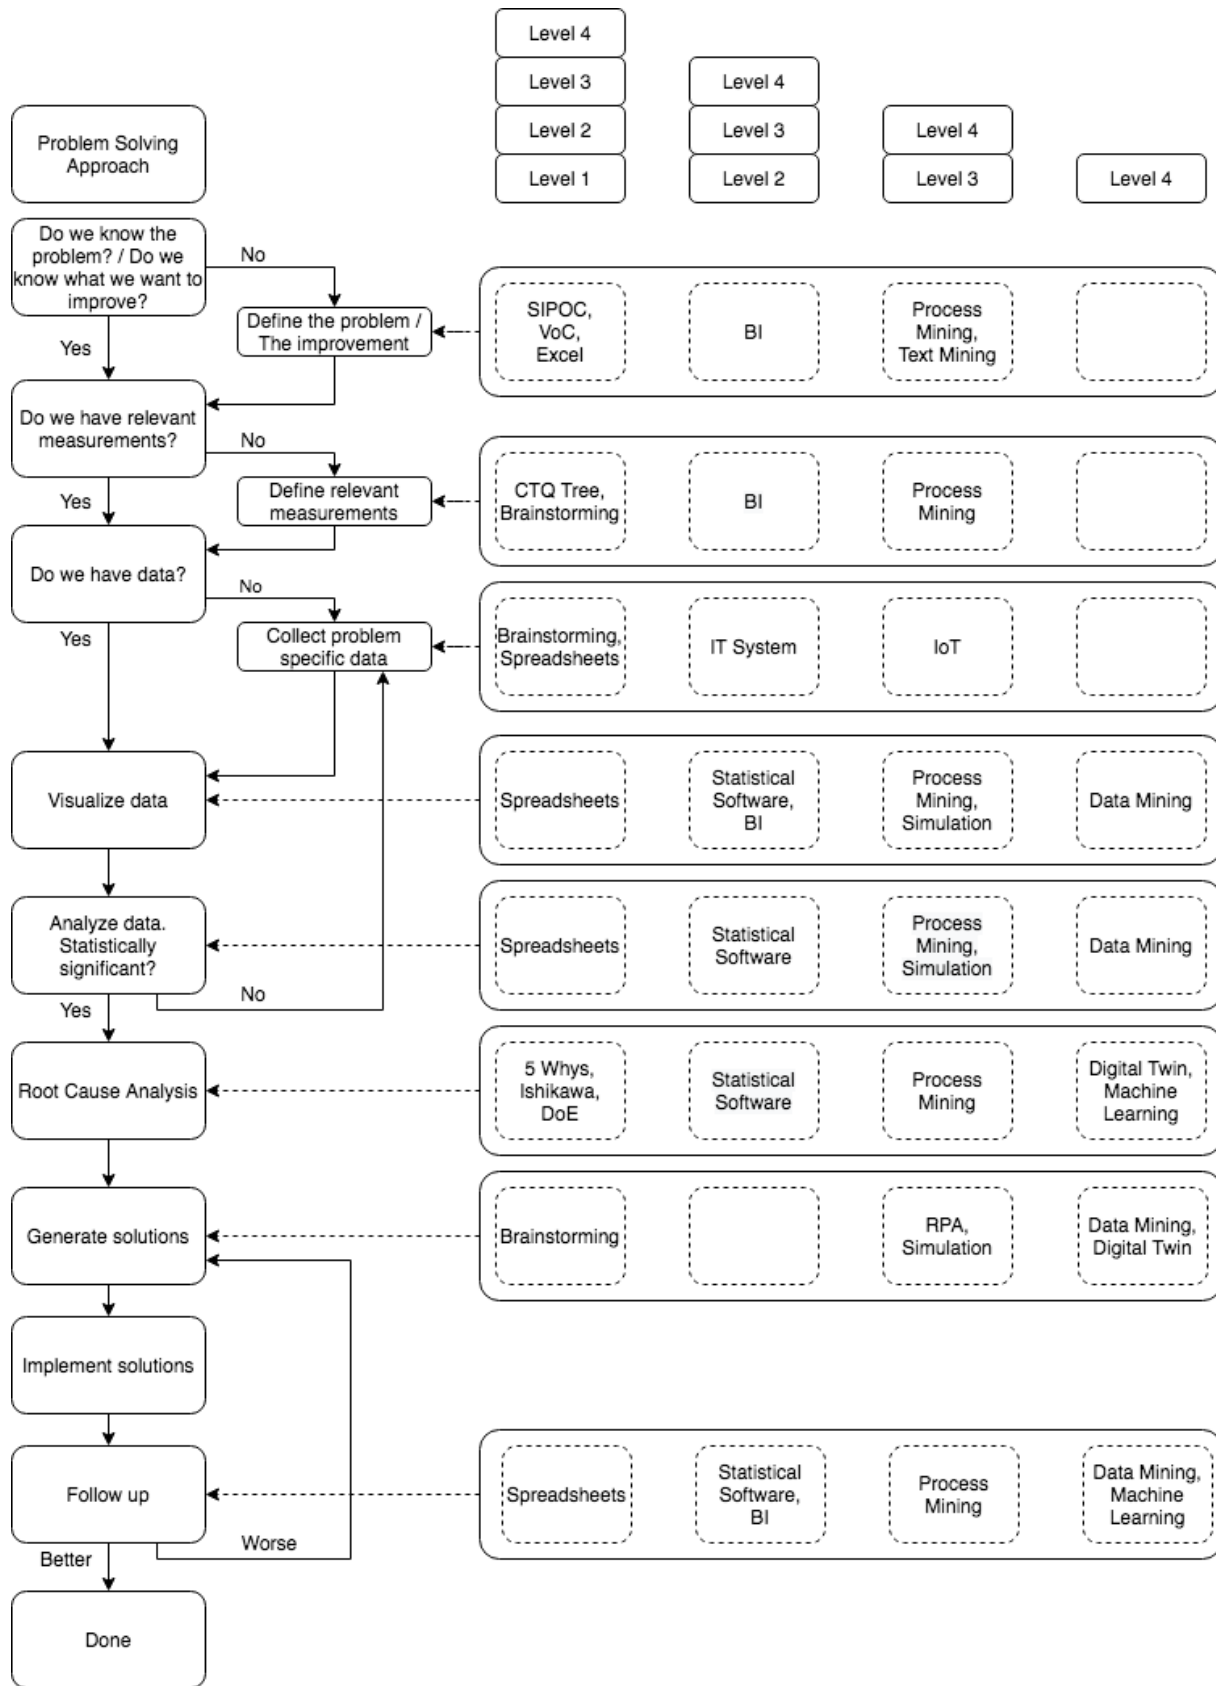 Level 4
Level 3
Level 2
Level 1
Level 4
Level 3
Level 2
Level 4
Level 3
Level 4
Problem Solving
Approach
Do we know the
problem? / Do we
know what we want to
improve?
No
Yes
Define the problem /
The improvement
SIPOC,
VoC,
Excel
BI
Process
Mining,
Text Mining
Do we have relevant
measurements?
No
Yes
Define relevant
measurements
CTQ Tree,
Brainstorming
BI
Process
Mining
Do we have data?
No
Yes
Collect problem
specific data
Brainstorming,
Spreadsheets
IT System
IoT
Visualize data
Spreadsheets
Statistical
Software,
BI
Process
Mining,
Simulation
Data Mining
Analyze data.
Statistically
significant?
No
Yes
Spreadsheets
Statistical
Software
Process
Mining,
Simulation
Data Mining
Root Cause Analysis
5 Whys,
Ishikawa,
DoE
Statistical
Software
Process
Mining
Digital Twin,
Machine
Learning
Generate solutions
Brainstorming
RPA,
Simulation
Data Mining,
Digital Twin
Implement solutions
Follow up
Worse
Better
Spreadsheets
Statistical
Software,
BI
Process
Mining
Data Mining,
Machine
Learning
Done